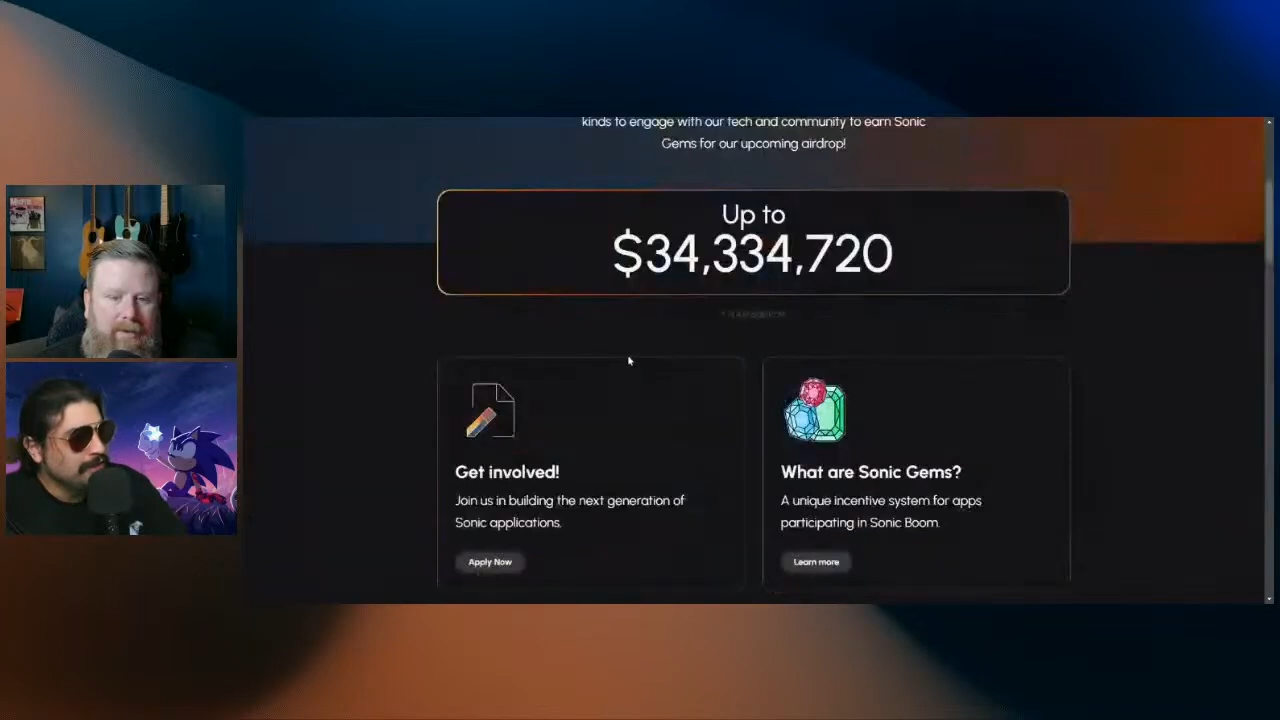 kinds to engage with our tech and community to earn Sonic
Gems for our upcoming airdrop!
Up to
$34,334,720
Get involved!
Join us in building the next generation of
Sonic applications.
Apply Now
What are Sonic Gems?
A unique incentive system for apps
participating in Sonic Boom.
Learn more